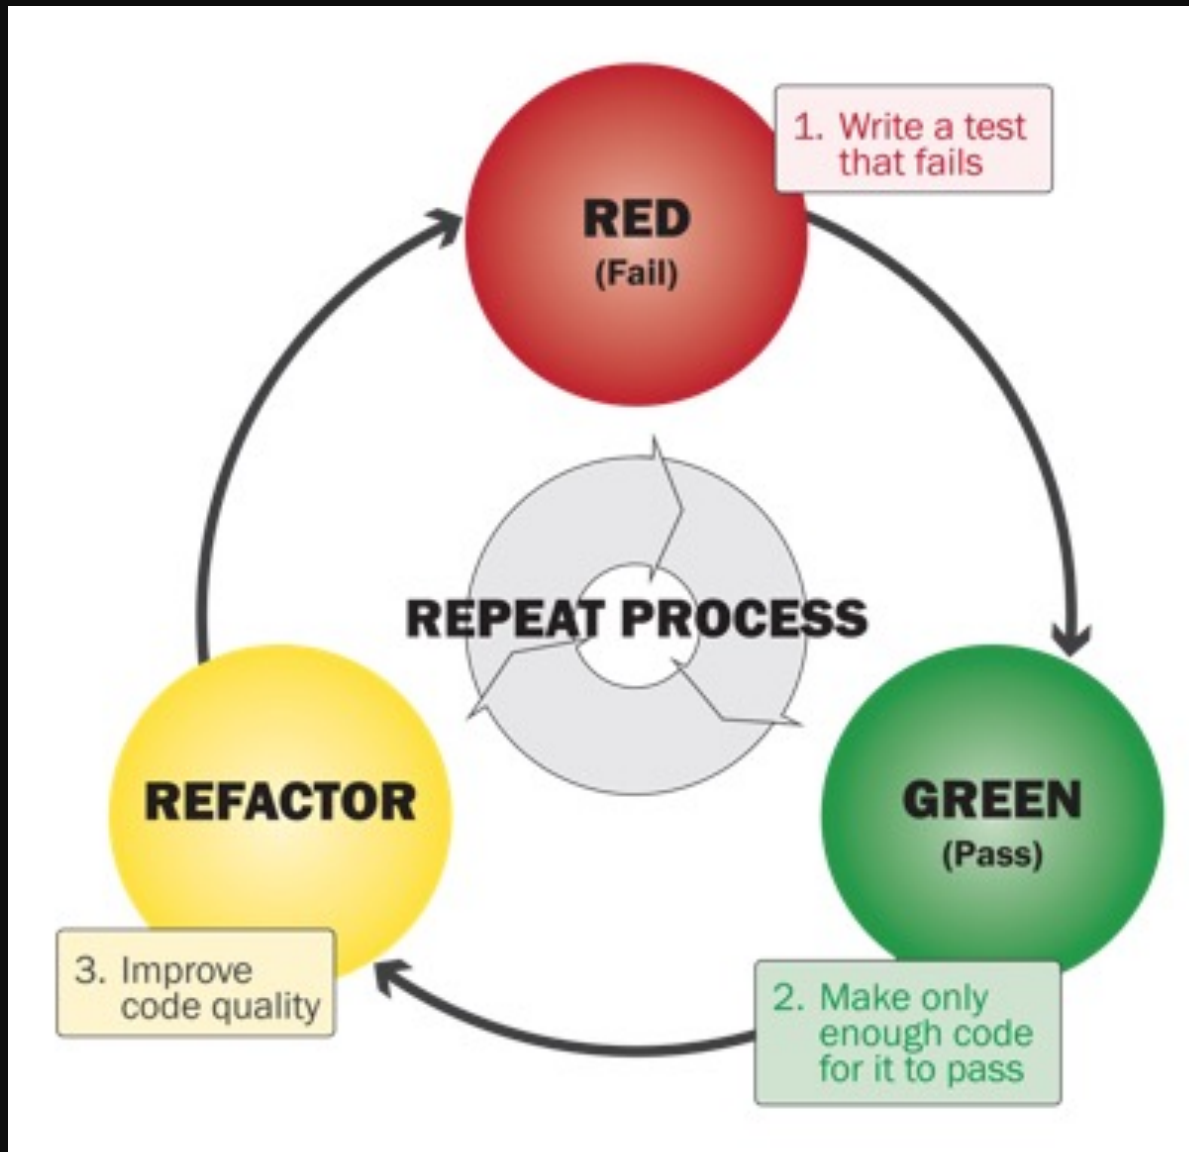 RED
(Fail)
1. Write a test
that fails
REPEAT PROCESS
REFACTOR
3. Improve
code quality
GREEN
(Pass)
2. Make only
enough code
for it to pass